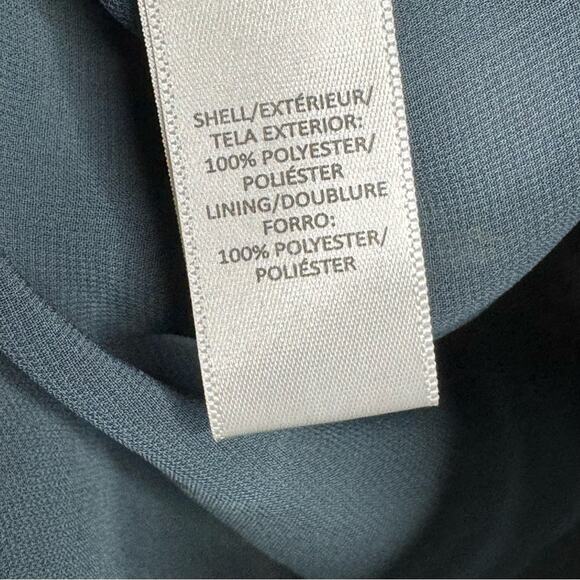 SHELL/EXTÉRIEUR/
TELA EXTERIOR:
100% POLYESTER/
POLIÉSTER
LINING/DOUBLURE
FORRO:
100% POLYESTER/
POLIÉSTER